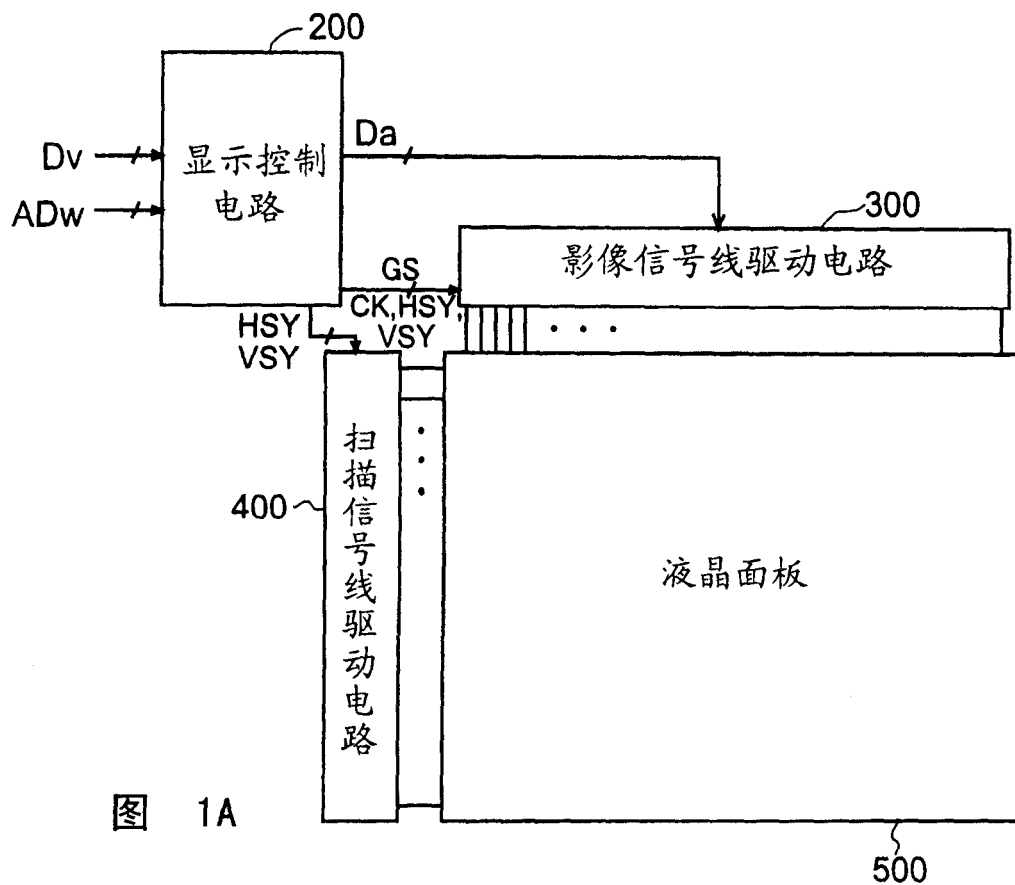 200
显示控制
电路
Dv
ADw
Da
300
影像信号线驱动电路
GS
CK,HSY,
VSY
HSY
VSY
400
扫描信号线驱动电路
液晶面板
500
图 1A